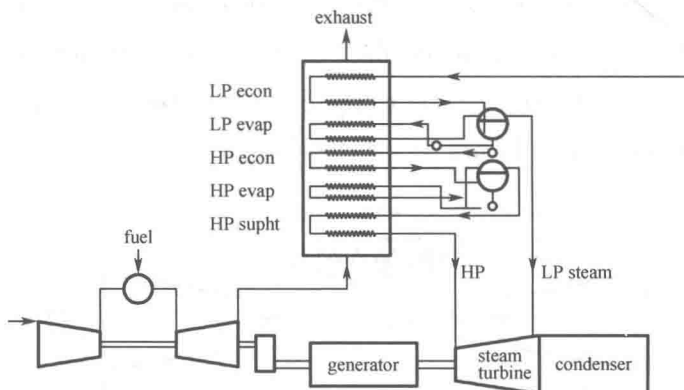 exhaust
LP econ
LP evap
HP econ
HP evap
HP supht
fuel
HP
LP steam
generator
steam
turbine
condenser